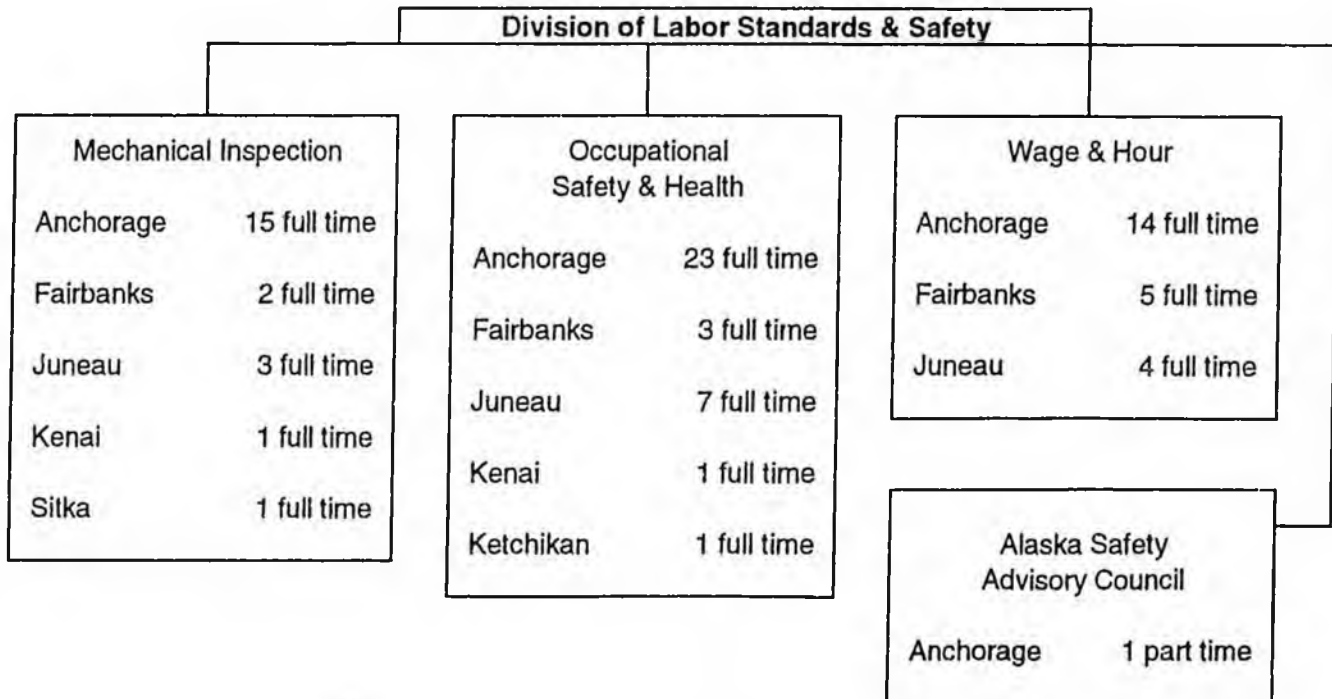 Division of Labor Standards & Safety
Mechanical Inspection
Anchorage 15 full time
Fairbanks 2 full time
Juneau 3 full time
Kenai 1 full time
Sitka 1 full time
Occupational
Safety & Health
Anchorage 23 full time
Fairbanks 3 full time
Juneau 7 full time
Kenai 1 full time
Ketchikan 1 full time
Wage & Hour
Anchorage 14 full time
Fairbanks 5 full time
Juneau 4 full time
Alaska Safety
Advisory Council
Anchorage 1 part time